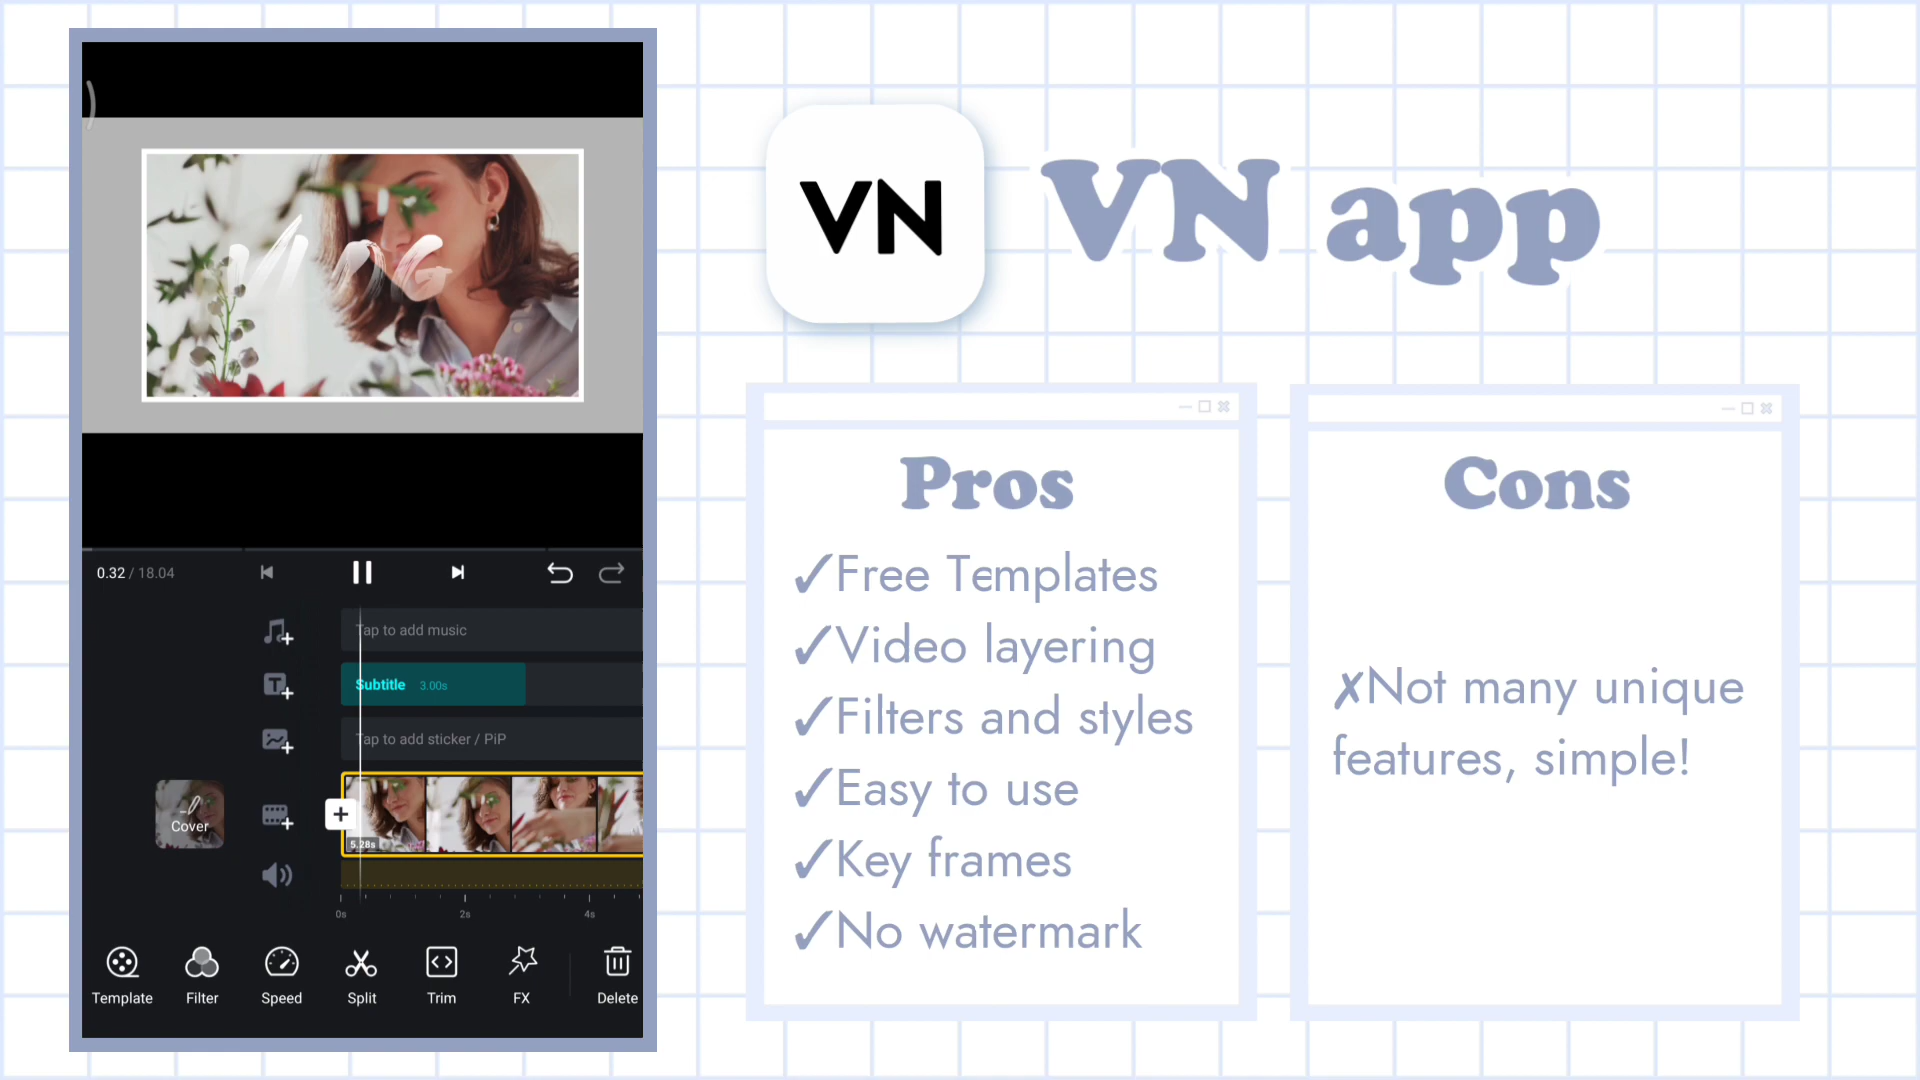 VN
VN app
Pros
✓Free Templates
✓Video layering
✓Filters and styles
✓Easy to use
✓Key frames
✓No watermark
Cons
✗Not many unique
features, simple!
0.32 / 18.04
Tap to add music
Subtitle 3.00s
Tap to add sticker / PiP
Cover
5.28s
0s 2s 4s
Template Filter Speed Split Trim FX Delete